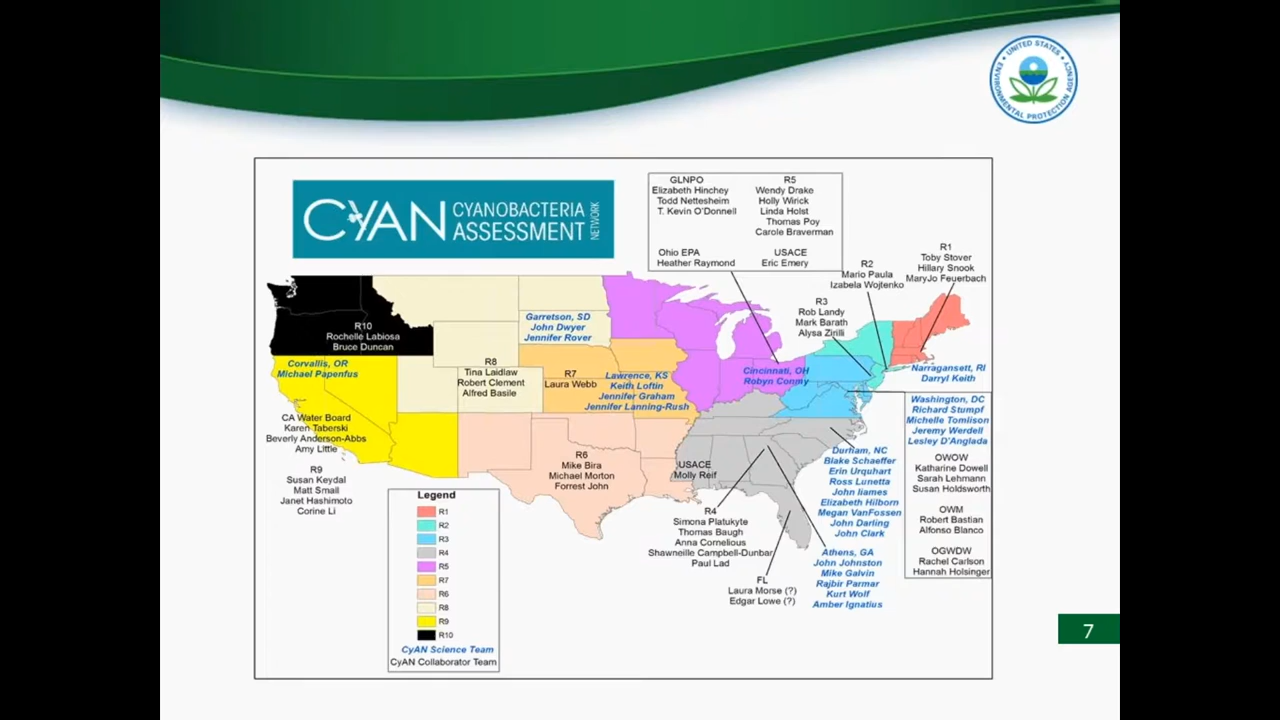 UNITED STATES
ENVIRONMENTAL PROTECTION AGENCY
CYAN
CYANOBACTERIA
ASSESSMENT
NETWORK
GLNPO
Elizabeth Hinchey
Todd Nettesheim
T. Kevin O'Donnell
R5
Wendy Drake
Holly Wirick
Linda Holst
Thomas Poy
Carole Braverman
Ohio EPA
Heather Raymond
USACE
Eric Emery
R1
Toby Stover
Hillary Snook
MaryJo Feuerbach
R2
Mario Paula
Izabela Wojtenko
R3
Rob Landy
Mark Barath
Alysa Zirilli
R10
Rochelle Labiosa
Bruce Duncan
Garretson, SD
John Dwyer
Jennifer Rover
Corvallis, OR
Michael Papenfus
R8
Tina Laidlaw
Robert Clement
Alfred Basile
R7
Laura Webb
Lawrence, KS
Keith Loftin
Jennifer Graham
Jennifer Lanning-Rush
Cincinnati, OH
Robyn Conmy
Narragansett, RI
Darryl Keith
Washington, DC
Richard Stumpf
Michelle Tomlison
Jeremy Werdell
Lesley D'Anglada
OWOW
Katharine Dowell
Sarah Lehmann
Susan Holdsworth
OWM
Robert Bastian
Alfonso Blanco
OGWDW
Rachel Carlson
Hannah Holsinger
CA Water Board
Karen Taberski
Beverly Anderson-Abbs
Amy Little
R9
Susan Keydal
Matt Small
Janet Hashimoto
Corine Li
R6
Mike Bira
Michael Morton
Forrest John
USACE
Molly Reif
Durham, NC
Blake Schaeffer
Erin Urquhart
Ross Lunetta
John Iiames
Elizabeth Hilborn
Megan VanFossen
John Darling
John Clark
R4
Simona Platukyte
Thomas Baugh
Anna Cornelious
Shawneille Campbell-Dunbar
Paul Lad
Athens, GA
John Johnston
Mike Galvin
Rajbir Parmar
Kurt Wolf
Amber Ignatius
FL
Laura Morse (?)
Edgar Lowe (?)
Legend
R1
R2
R3
R4
R5
R7
R6
R8
R9
R10
CyAN Science Team
CyAN Collaborator Team
7